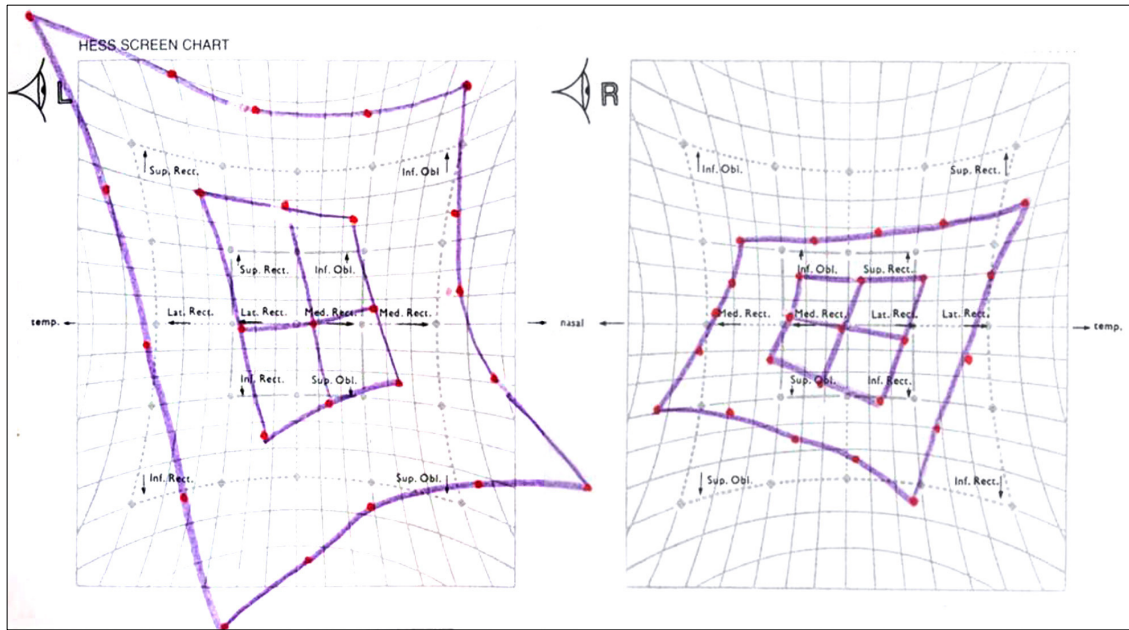 HESS SCREEN CHART
L
R
Sup. Rect.
Inf. Obl
Sup. Rect.
Inf. Obl.
temp.
Lat. Rect.
Lat. Rect.
Med. Rect.
Med. Rect.
nasal
Inf. Rect.
Sup. Obl.
Inf. Rect.
Sup. Obl.
Inf. Obl.
Sup. Rect.
Inf. Obl.
Sup. Rect.
Med. Rect.
Med. Rect.
Lat. Rect.
Lat. Rect.
temp.
Sup. Obl.
Inf. Rect.
Sup. Obl.
Inf. Rect.